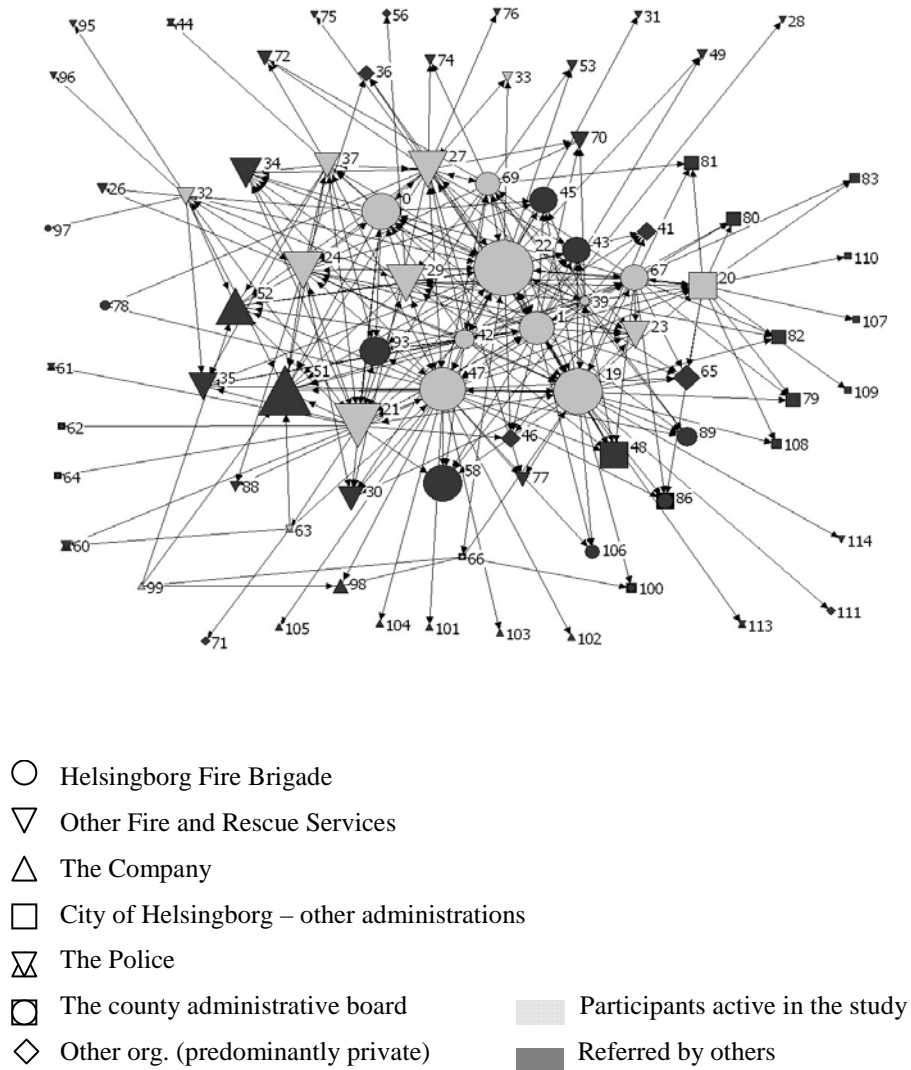 95 44 75 56 76 31 28
96 72 36 74 33 53 49
34 37 27 69 45 70 81 83
26 32 0 22 43 41 80 110
97 52 24 29 39 67 20 107
78 93 42 1 23 82
61 35 51 21 47 19 65 79 109
62 46 48 89 108
64 88 30 58 77 86
60 63 66 106 114
99 98 100
71 105 104 101 103 102 113 111
Helsingborg Fire Brigade
Other Fire and Rescue Services
The Company
City of Helsingborg – other administrations
The Police
The county administrative board Participants active in the study
Other org. (predominantly private) Referred by others